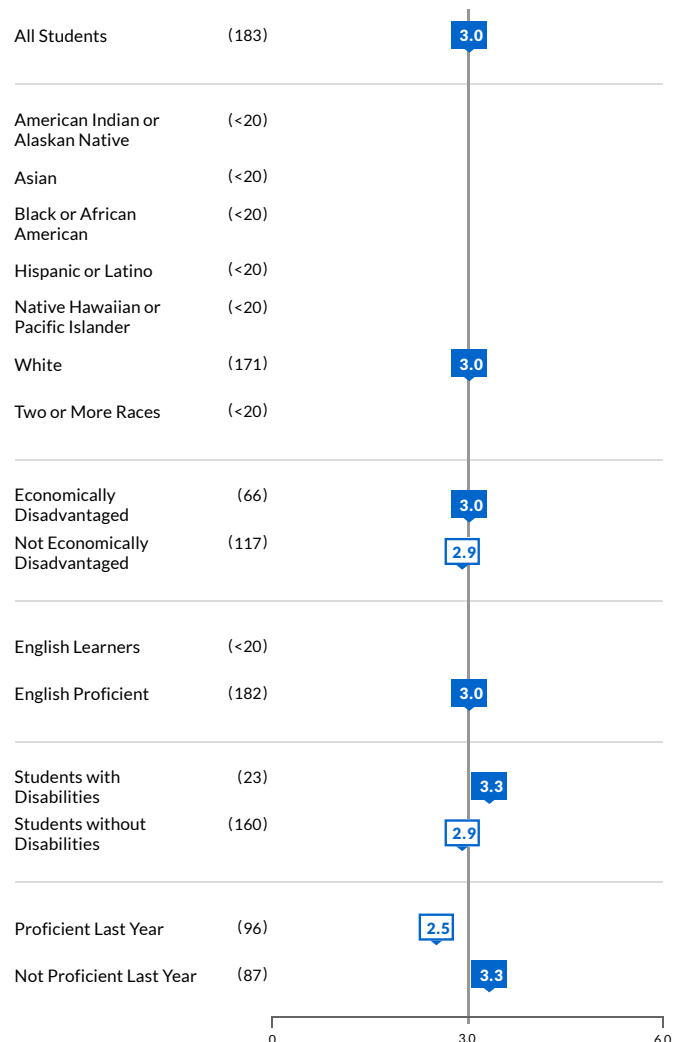 All Students (183) 3.0
American Indian or (<20)
Alaskan Native
Asian (<20)
Black or African (<20)
American
Hispanic or Latino (<20)
Native Hawaiian or (<20)
Pacific Islander
White (171) 3.0
Two or More Races (<20)
Economically (66) 3.0
Disadvantaged
Not Economically (117) 2.9
Disadvantaged
English Learners (<20)
English Proficient (182) 3.0
Students with (23) 3.3
Disabilities
Students without (160) 2.9
Disabilities
Proficient Last Year (96) 2.5
Not Proficient Last Year (87) 3.3
0 3.0 6.0